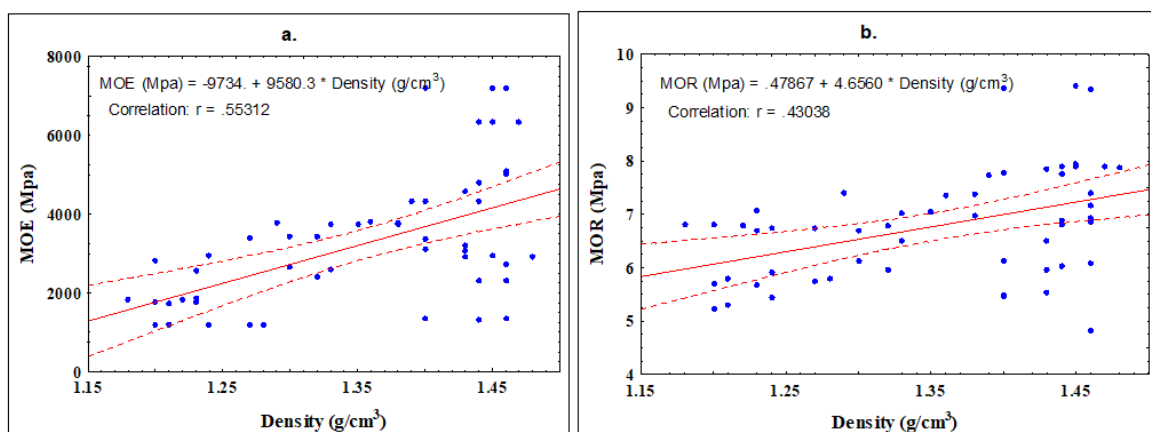 a.
MOE (Mpa) = -9734. + 9580.3 * Density (g/cm³)
Correlation: r = .55312
MOE (Mpa)
8000
6000
4000
2000
0
1.15
1.25
1.35
1.45
Density (g/cm³)
b.
MOR (Mpa) = .47867 + 4.6560 * Density (g/cm³)
Correlation: r = .43038
MOR (Mpa)
10
9
8
7
6
5
4
1.15
1.25
1.35
1.45
Density (g/cm³)